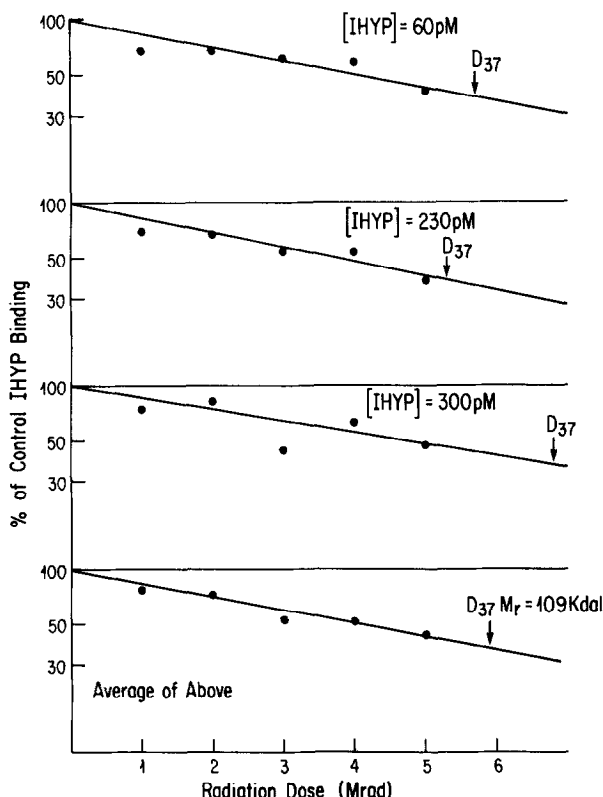 % of Control IHYP Binding
100
50
30
[IHYP] = 60pM
D37
100
50
30
[IHYP] = 230pM
D37
100
50
30
[IHYP] = 300pM
D37
100
50
30
D37 Mr = 109Kdal
Average of Above
1 2 3 4 5 6
Radiation Dose (Mrad)